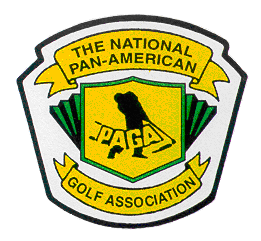 THE NATIONAL
PAN-AMERICAN
PAGA
GOLF ASSOCIATION